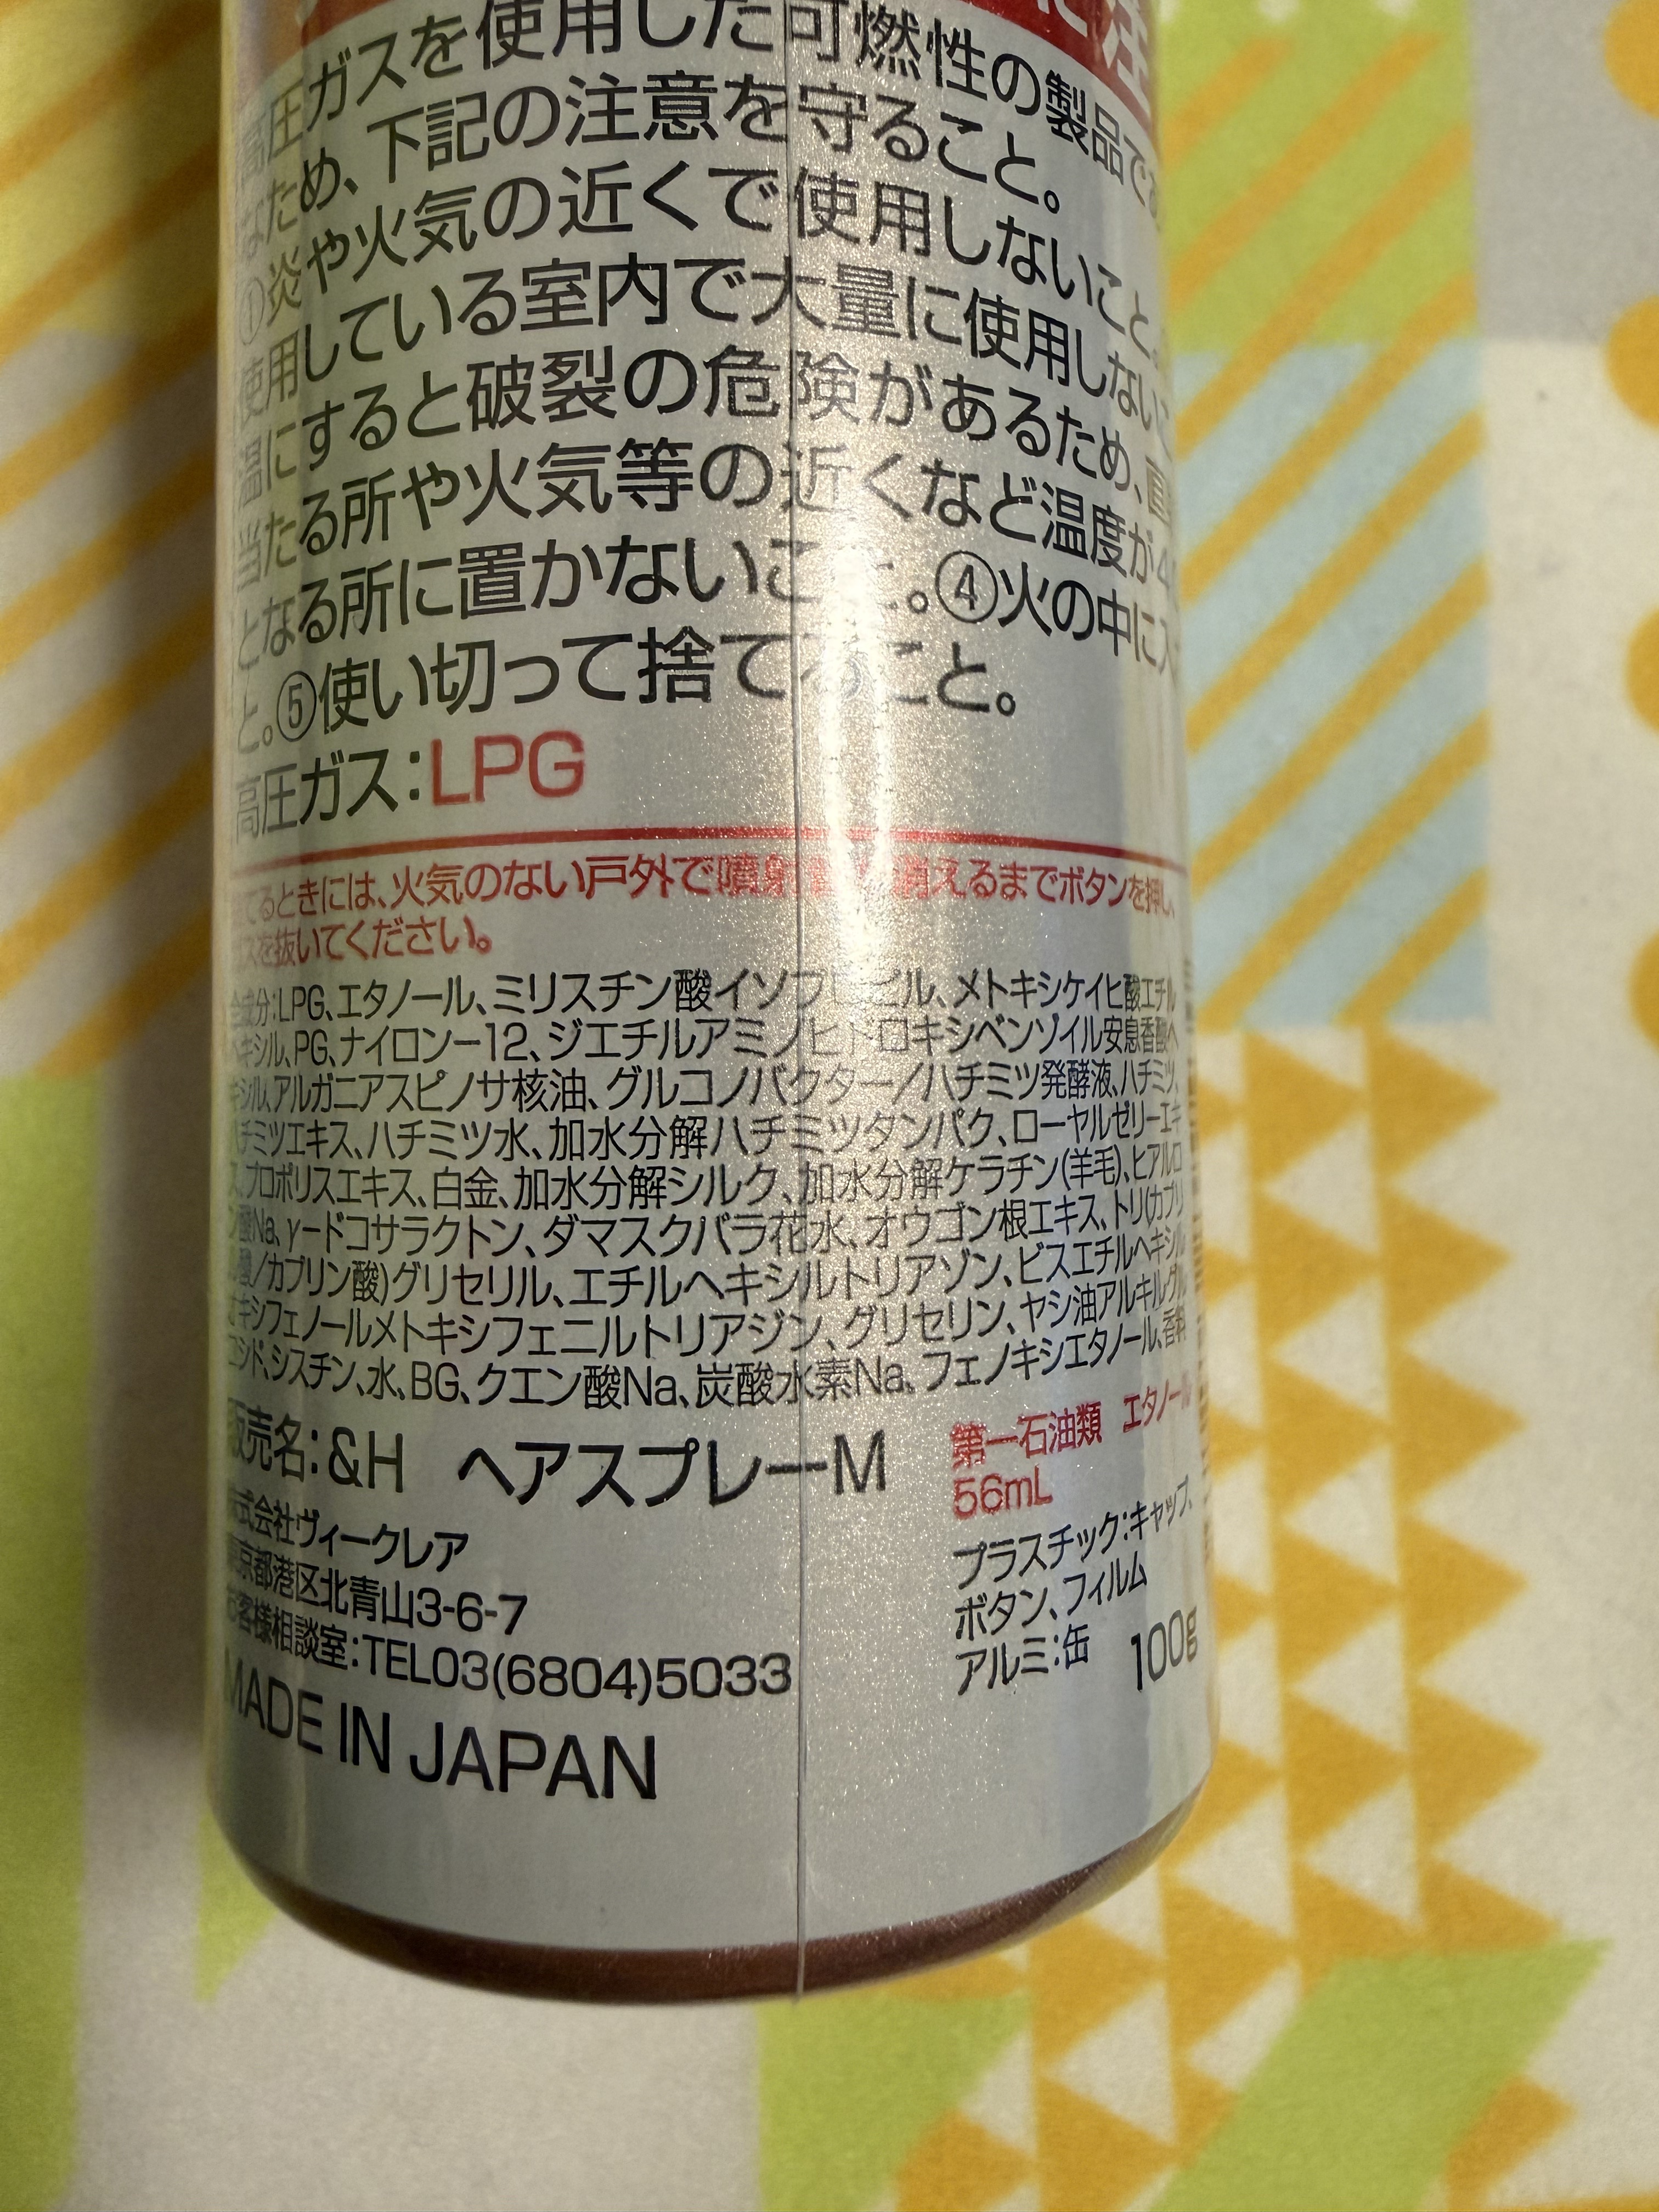 高圧ガスを使用した可燃性の製品で
なため、下記の注意を守ること。
①炎や火気の近くで使用しないこと。
使用している室内で大量に使用しない
温にすると破裂の危険があるため、直
当たる所や火気等の近くなど温度が
となる所に置かないこと。④火の中に入
と。⑤使い切って捨てること。
高圧ガス:LPG
てるときには、火気のない戸外で噴射 消えるまでボタンを押し、
を抜いてください。
成分:LPG、エタノール、ミリスチン酸イソプロピル、メトキシケイヒ酸エチル
ヘキシル、PG、ナイロンー12、ジエチルアミノヒドロキシベンゾイル安息香酸ヘ
キシル、アルガニアスピノサ核油、グルコノバクター/ハチミツ発酵液、ハチミツ、
ハチミツエキス、ハチミツ水、加水分解ハチミツタンパク、ローヤルゼリーエキ
ス、プロポリスエキス、白金、加水分解シルク、加水分解ケラチン(羊毛)、ヒアルロ
ン酸Na、γードコサラクトン、ダマスクバラ花水、オウゴン根エキス、トリ(カプリ
ル酸/カプリン酸)グリセリル、エチルヘキシルトリアゾン、ビスエチルヘキシル
オキシフェノールメトキシフェニルトリアジン、グリセリン、ヤシ油アルキルグル
コシド、シスチン、水、BG、クエン酸Na、炭酸水素Na、フェノキシエタノール、香料
販売名:&H ヘアスプレーM
第一石油類 エタノール
56mL
株式会社ヴィークレア
東京都港区北青山3-6-7
お客様相談室:TEL03(6804)5033
MADE IN JAPAN
プラスチック:キャップ、
ボタン、フィルム
アルミ:缶
100g